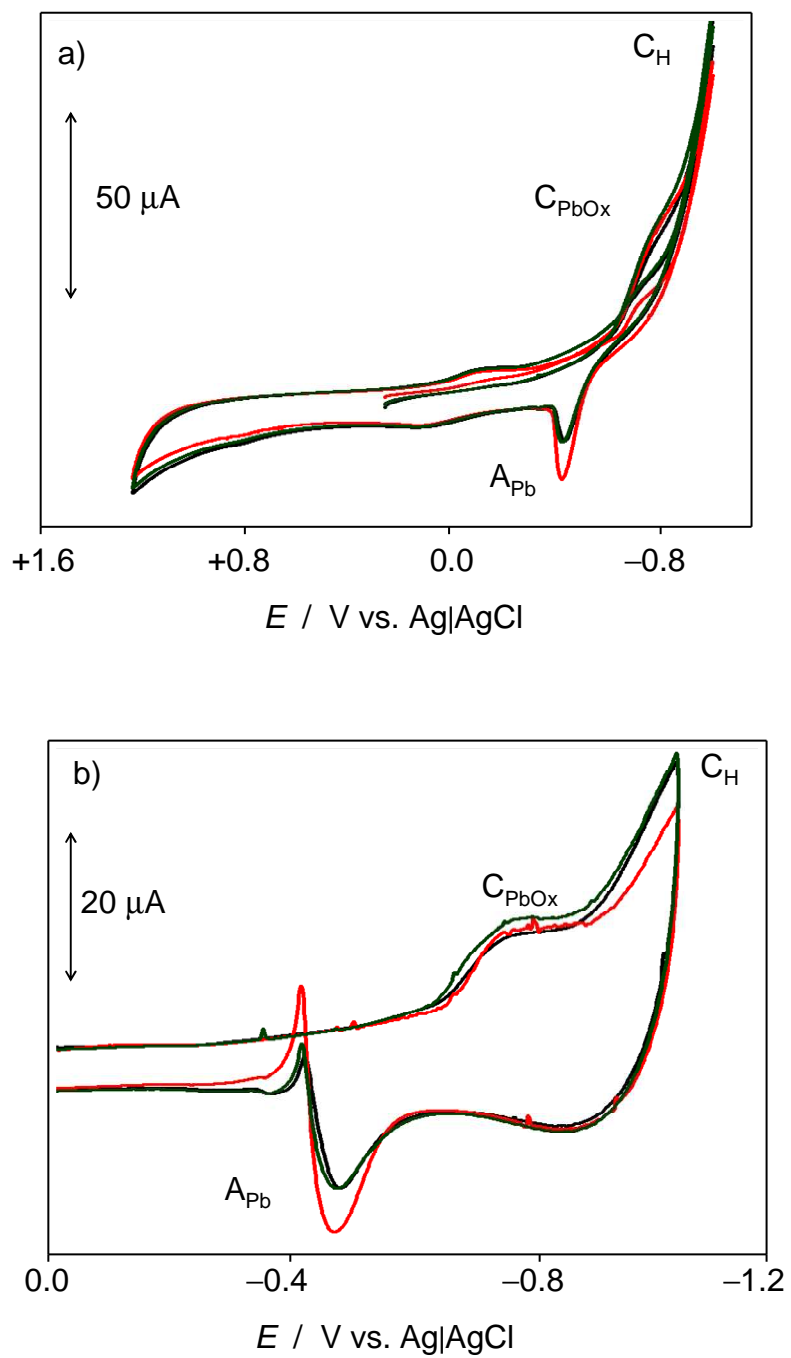 a)
C_H
50 μA
C_PbOx
A_Pb
+1.6 +0.8 0.0 −0.8
E / V vs. Ag|AgCl
b)
C_H
20 μA
C_PbOx
A_Pb
0.0 −0.4 −0.8 −1.2
E / V vs. Ag|AgCl